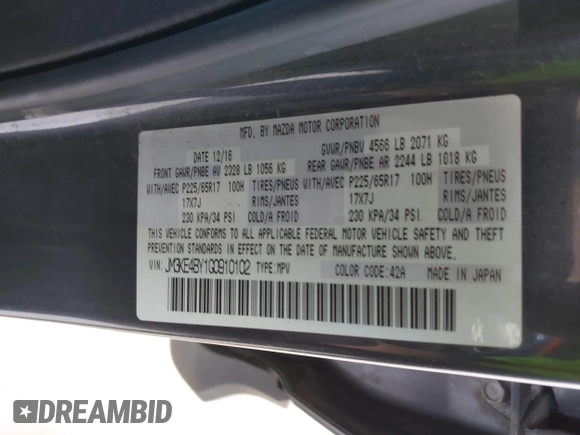 MFD. BY MAZDA MOTOR CORPORATION
DATE 12/16 GVWR/PNBV 4566 LB 2071 KG
FRONT GAWR/PNBE AV 2328 LB 1056 KG REAR GAWR/PNBE AR 2244 LB 1018 KG
WITH/AVEC P225/65R17 100H TIRES/PNEUS WITH/AVEC P225/65R17 100H TIRES/PNEUS
17X7J RIMS/JANTES 17X7J RIMS/JANTES
230 KPA/34 PSI COLD/A FROID 230 KPA/34 PSI COLD/A FROID
THIS VEHICLE CONFORMS TO ALL APPLICABLE FEDERAL MOTOR VEHICLE SAFETY AND THEFT
PREVENTION STANDARDS IN EFFECT ON THE DATE OF MANUFACTURE SHOWN ABOVE.
VIN: JM3KE4BY1G0910102 TYPE:MPV COLOR CODE:42A MADE IN JAPAN
DREAMBID